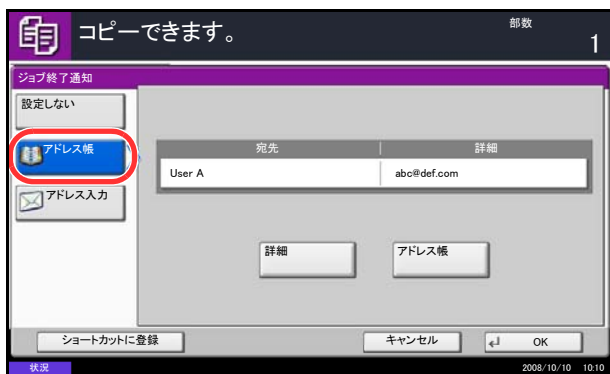 コピーできます。
部数
1
ジョブ終了通知
設定しない
アドレス帳
アドレス入力
宛先 詳細
User A abc@def.com
詳細 アドレス帳
ショートカットに登録 キャンセル OK
状況 2008/10/10 10:10